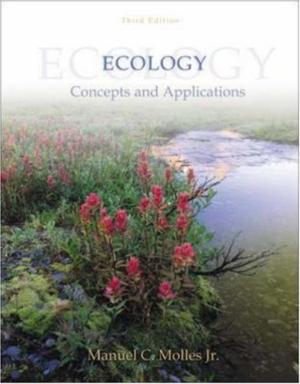 Third Edition
ECOLOGY
ECOLOGY
Concepts and Applications
Manuel C. Molles Jr.